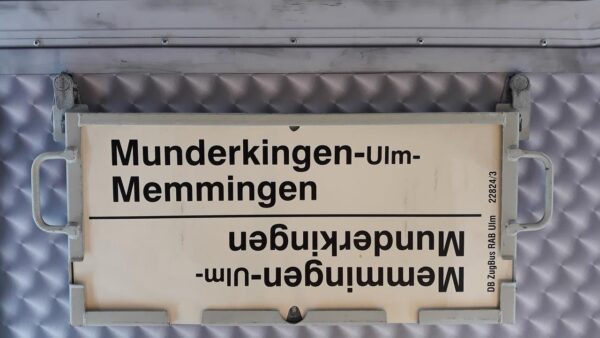 Munderkingen-Ulm-
Memmingen
Memmingen-Ulm-
Munderkingen
DB ZugBus RAB Ulm 22824/3